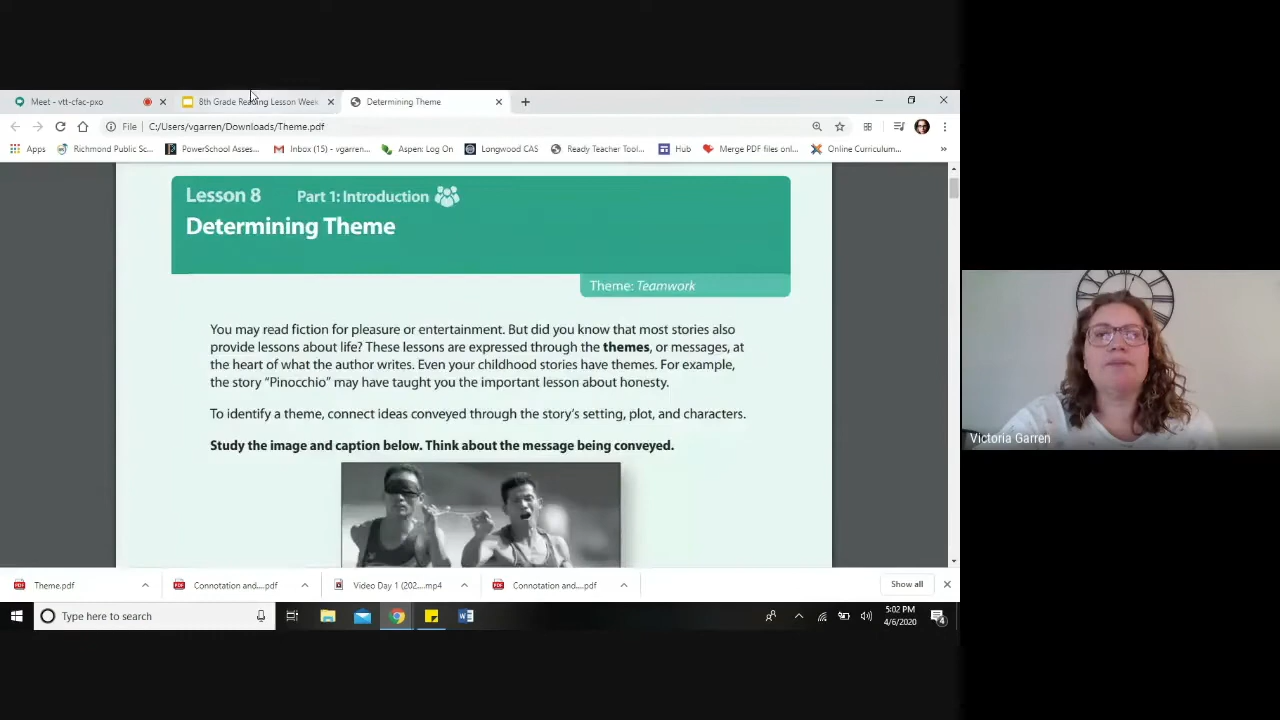 Meet - vtt-cfac-pxo
8th Grade Reading Lesson Week
Determining Theme
File C:/Users/vgarren/Downloads/Theme.pdf
Apps Richmond Public Sc... PowerSchool Asses... Inbox (15) - vgarren... Aspen: Log On Longwood CAS Ready Teacher Tool... Hub Merge PDF files onl... Online Curriculum...
Lesson 8 Part 1: Introduction
Determining Theme
Theme: Teamwork
You may read fiction for pleasure or entertainment. But did you know that most stories also
provide lessons about life? These lessons are expressed through the themes, or messages, at
the heart of what the author writes. Even your childhood stories have themes. For example,
the story “Pinocchio” may have taught you the important lesson about honesty.
To identify a theme, connect ideas conveyed through the story’s setting, plot, and characters.
Study the image and caption below. Think about the message being conveyed.
Victoria Garren
Theme.pdf Connotation and....pdf Video Day 1 (202....mp4 Connotation and....pdf Show all
Type here to search
5:02 PM
4/6/2020
4